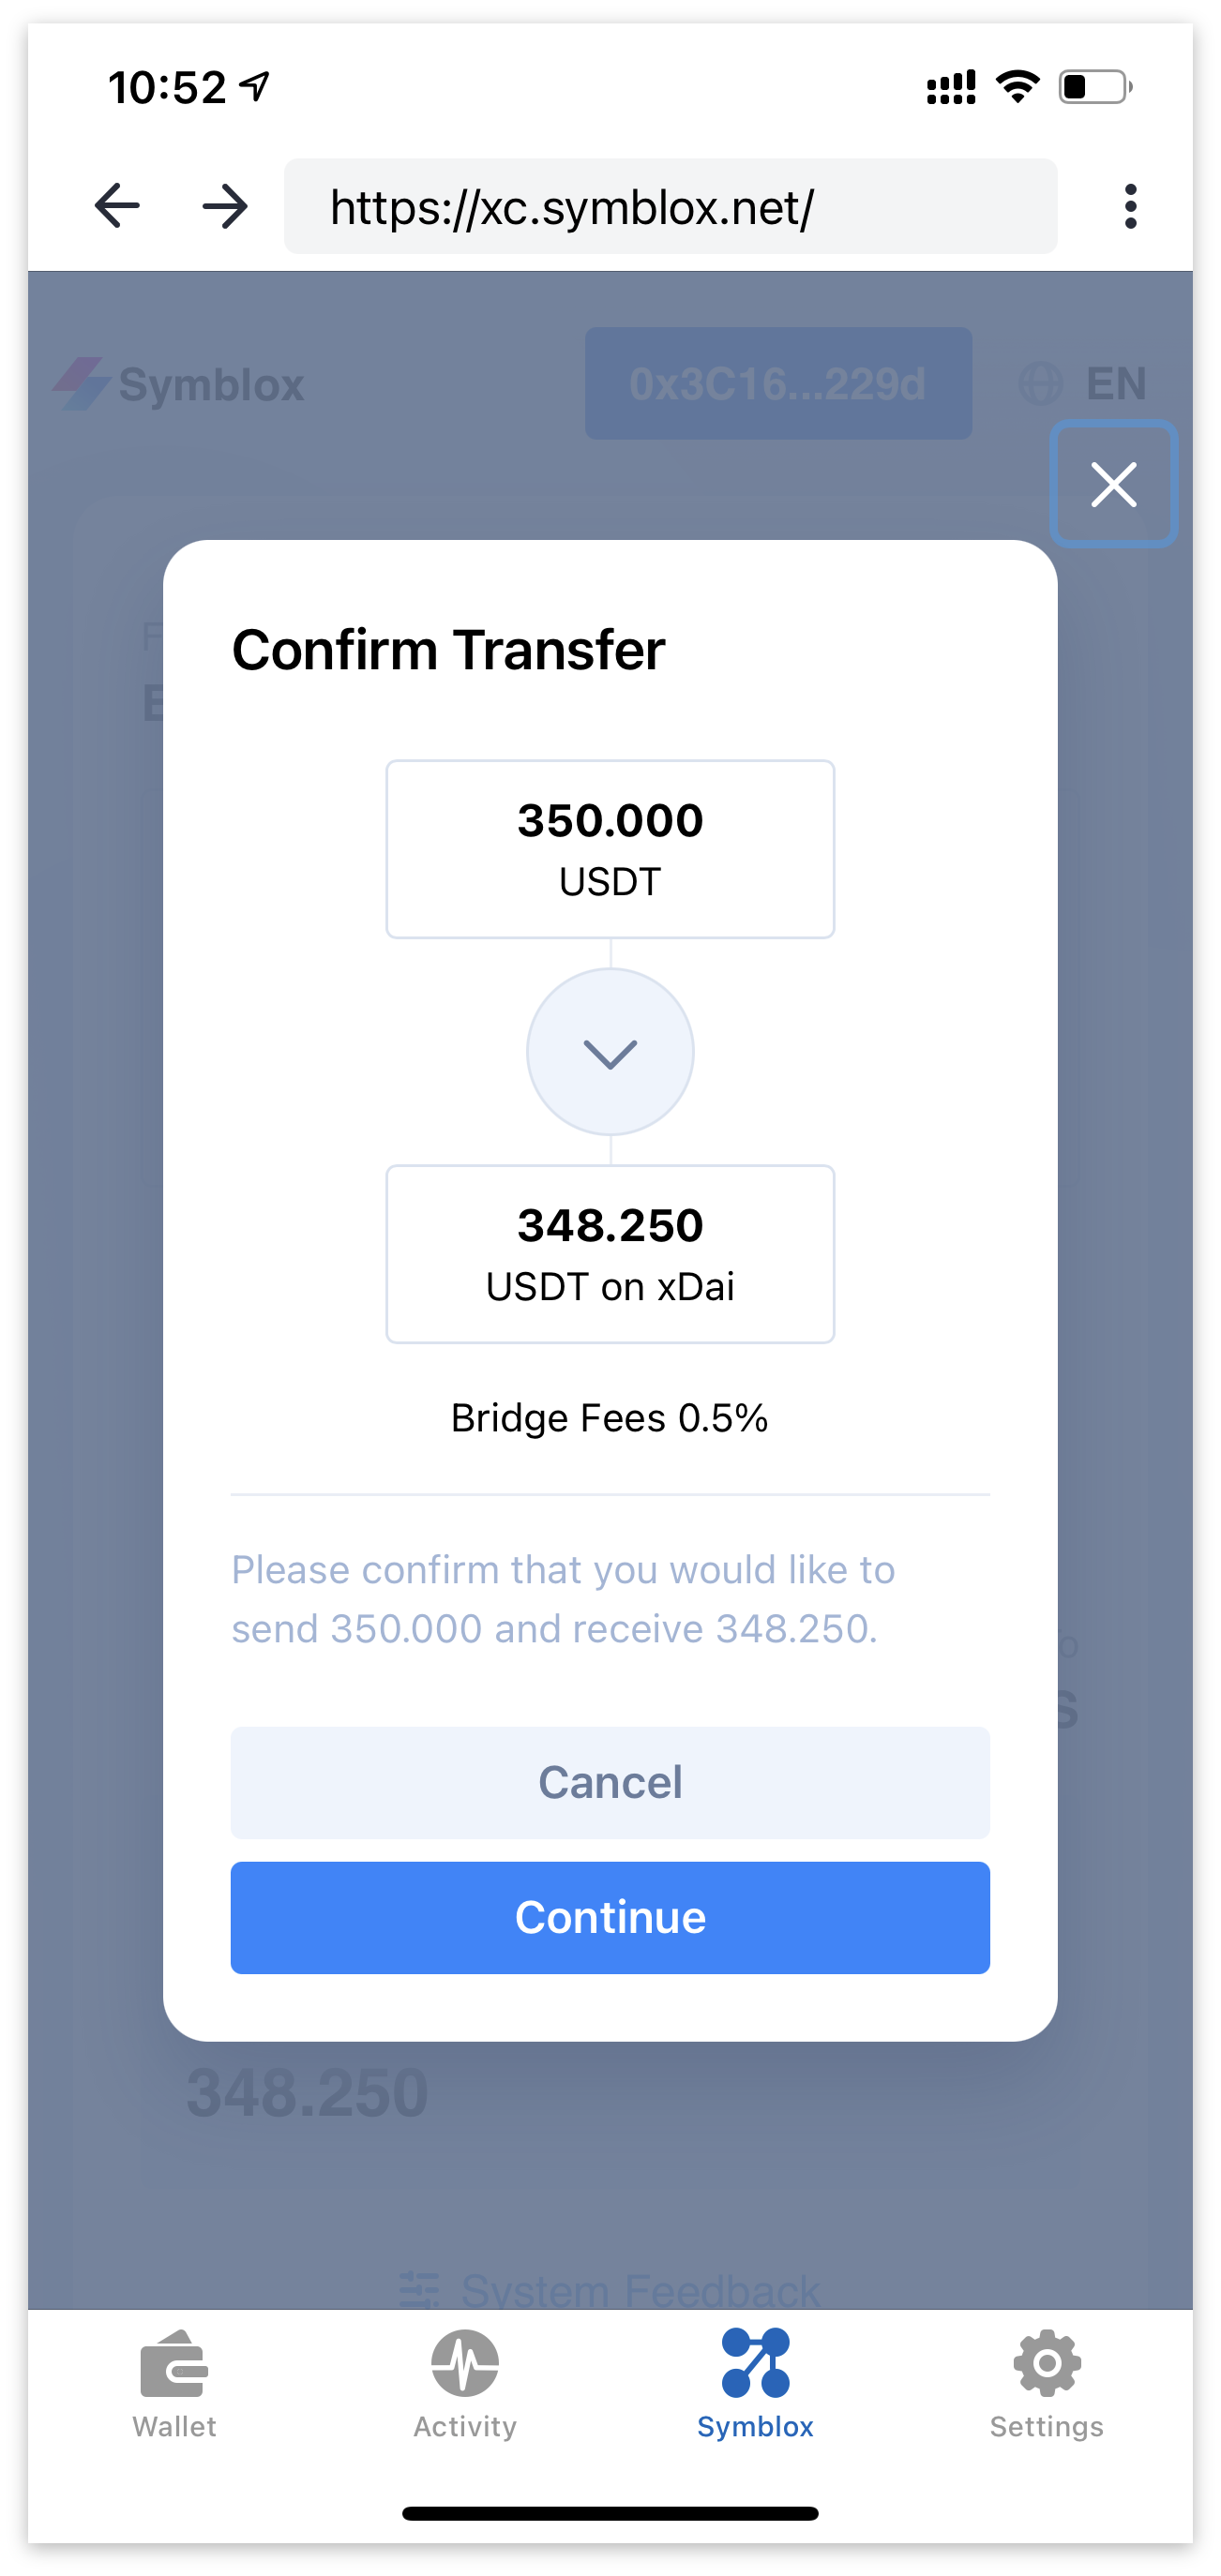 10:52
https://xc.symblox.net/
Symblox
0x3C16...229d
EN
Confirm Transfer
350.000
USDT
348.250
USDT on xDai
Bridge Fees 0.5%
Please confirm that you would like to
send 350.000 and receive 348.250.
Cancel
Continue
348.250
System Feedback
Wallet
Activity
Symblox
Settings